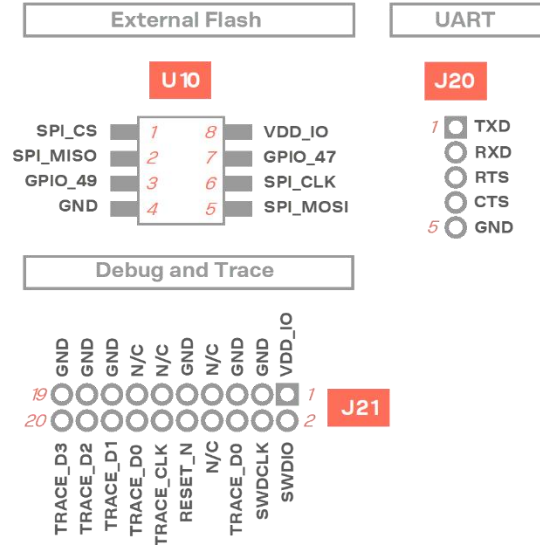 External Flash
UART
U10
J20
SPI_CS 1 8 VDD_IO
SPI_MISO 2 7 GPIO_47
GPIO_49 3 6 SPI_CLK
GND 4 5 SPI_MOSI
1 TXD
RXD
RTS
CTS
5 GND
Debug and Trace
GND
GND
GND
N/C
N/C
GND
N/C
GND
GND
VDD_IO
19 1
20 2
J21
TRACE_D3
TRACE_D2
TRACE_D1
TRACE_D0
TRACE_CLK
RESET_N
N/C
TRACE_D0
SWDCLK
SWDIO